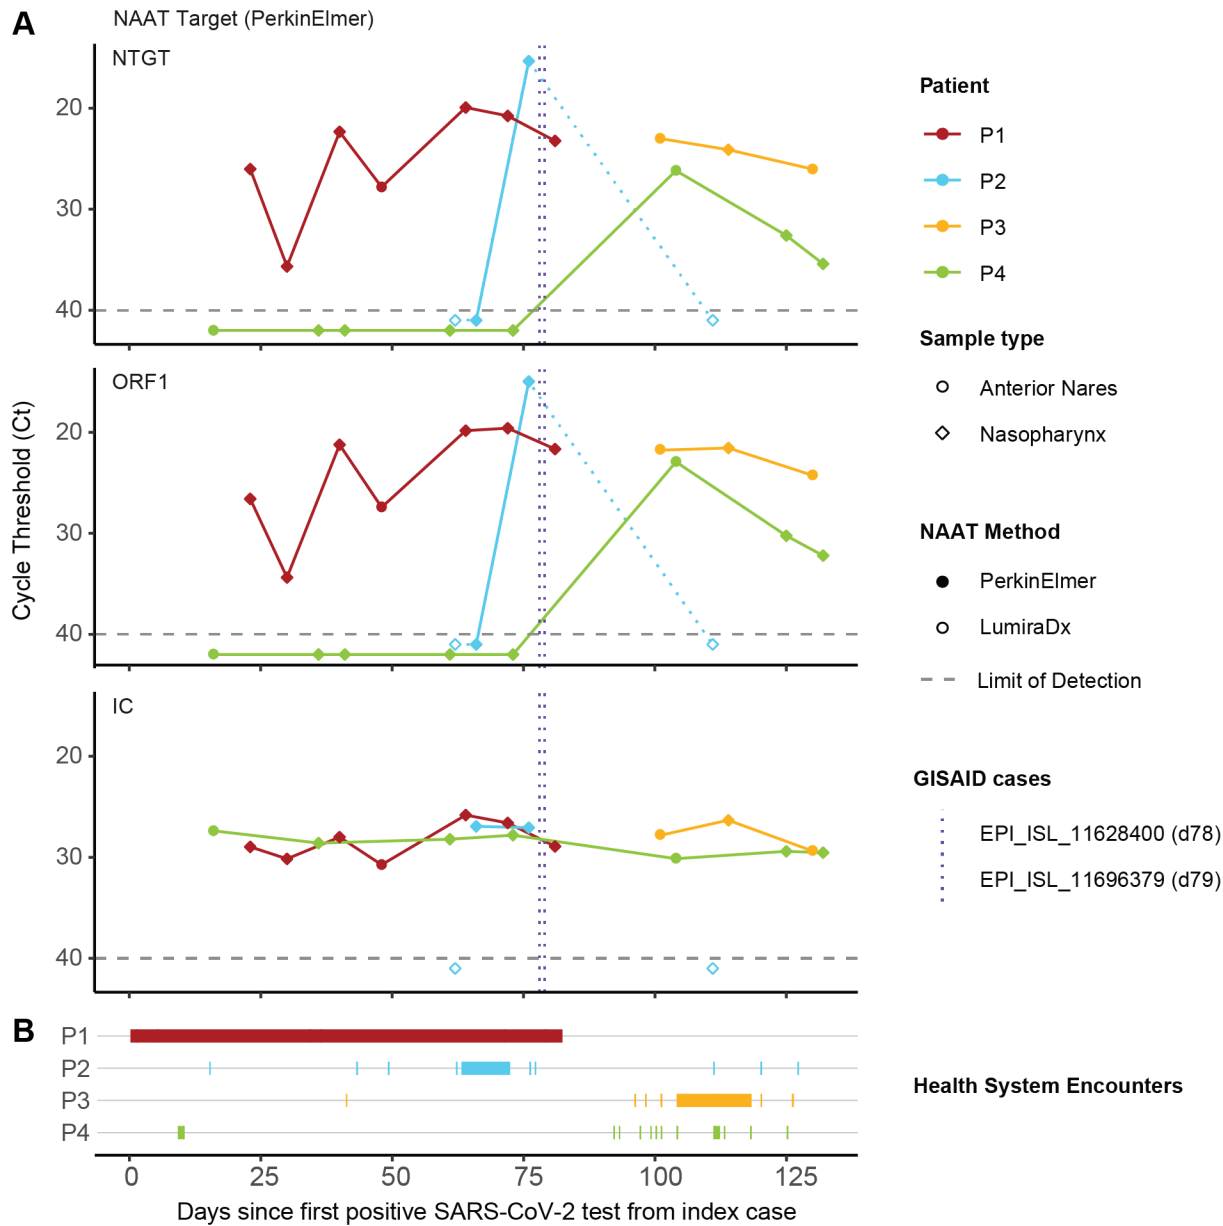 A
NAAT Target (PerkinElmer)
NTGT
20
30
40
ORF1
20
30
40
IC
20
30
40
Cycle Threshold (Ct)
Patient
P1
P2
P3
P4
Sample type
Anterior Nares
Nasopharynx
NAAT Method
PerkinElmer
LumiraDx
Limit of Detection
GISAID cases
EPI_ISL_11628400 (d78)
EPI_ISL_11696379 (d79)
B
P1
P2
P3
P4
Health System Encounters
0 25 50 75 100 125
Days since first positive SARS-CoV-2 test from index case